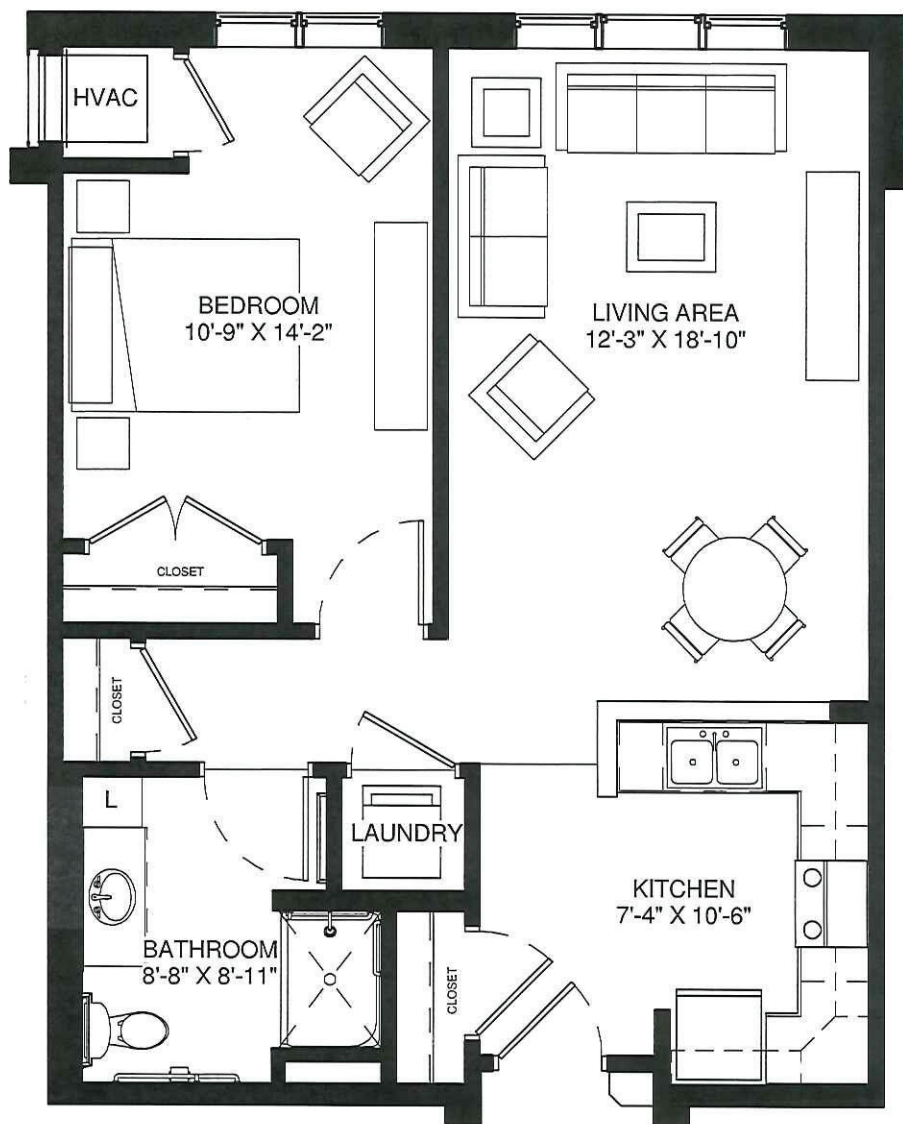 HVAC
BEDROOM
10'-9" X 14'-2"
LIVING AREA
12'-3" X 18'-10"
CLOSET
CLOSET
L
LAUNDRY
KITCHEN
7'-4" X 10'-6"
BATHROOM
8'-8" X 8'-11"
CLOSET